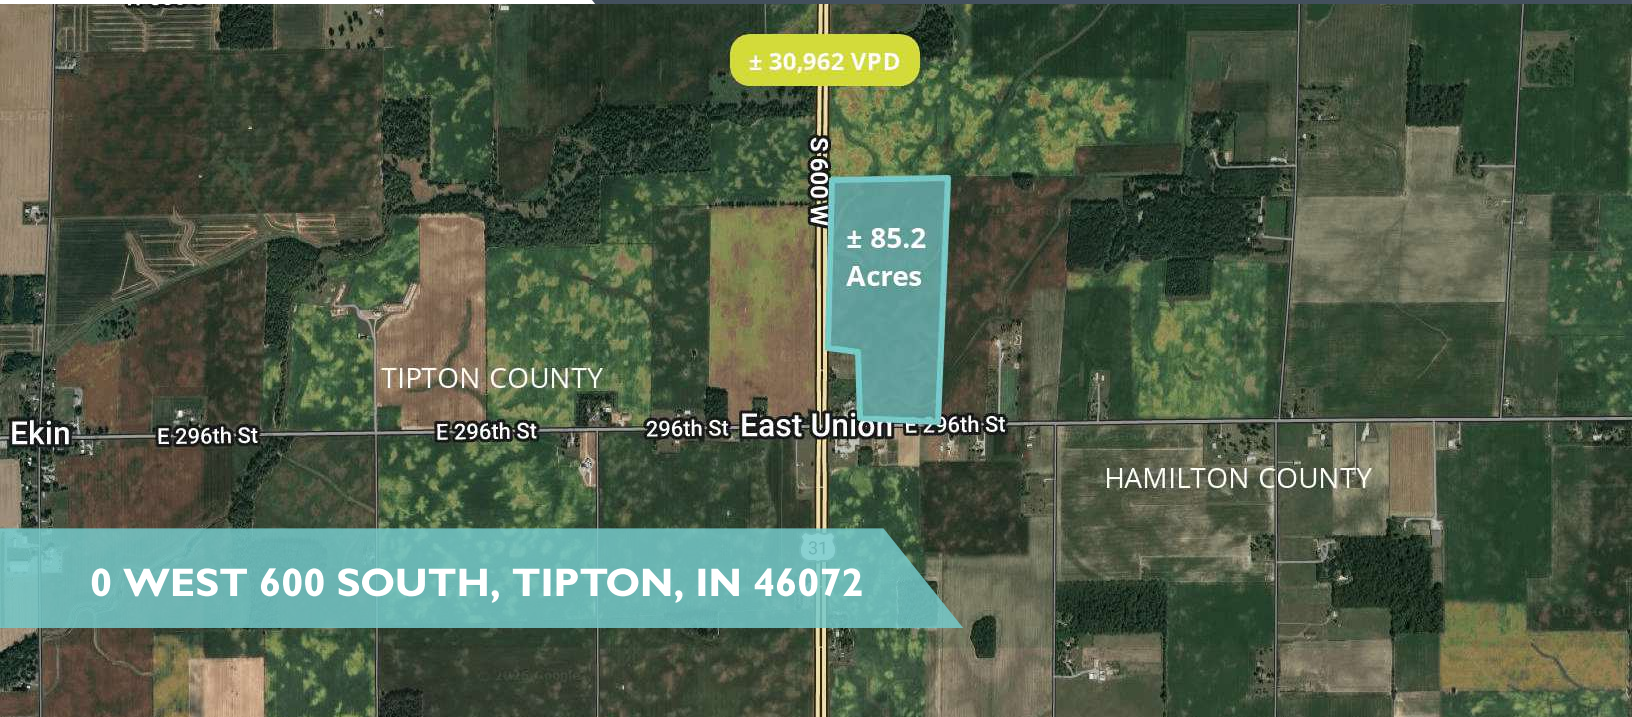 ± 30,962 VPD
S 600 W
± 85.2
Acres
TIPTON COUNTY
Ekin
E 296th St
E 296th St
296th St
East Union
E 296th St
HAMILTON COUNTY
31
0 WEST 600 SOUTH, TIPTON, IN 46072